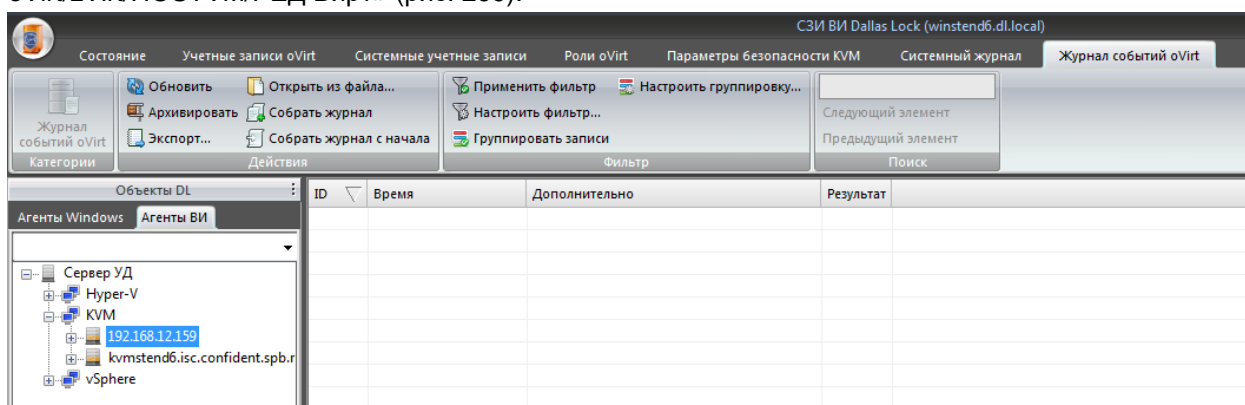 (рис. 200).
СЗИ ВИ Dallas Lock (winstend6.dl.local)
Состояние Учетные записи oVirt Системные учетные записи Роли oVirt Параметры безопасности KVM Системный журнал Журнал событий oVirt
Обновить Открыть из файла... Применить фильтр Настроить группировку...
Журнал событий oVirt Архивировать Собрать журнал Настроить фильтр... Следующий элемент
Экспорт... Собрать журнал с начала Группировать записи Предыдущий элемент
Категории Действия Фильтр Поиск
Объекты DL ID Время Дополнительно Результат
Агенты Windows Агенты ВИ
Сервер УД
Hyper-V
KVM
192.168.12.159
kvmstend6.isc.confident.spb.r
vSphere